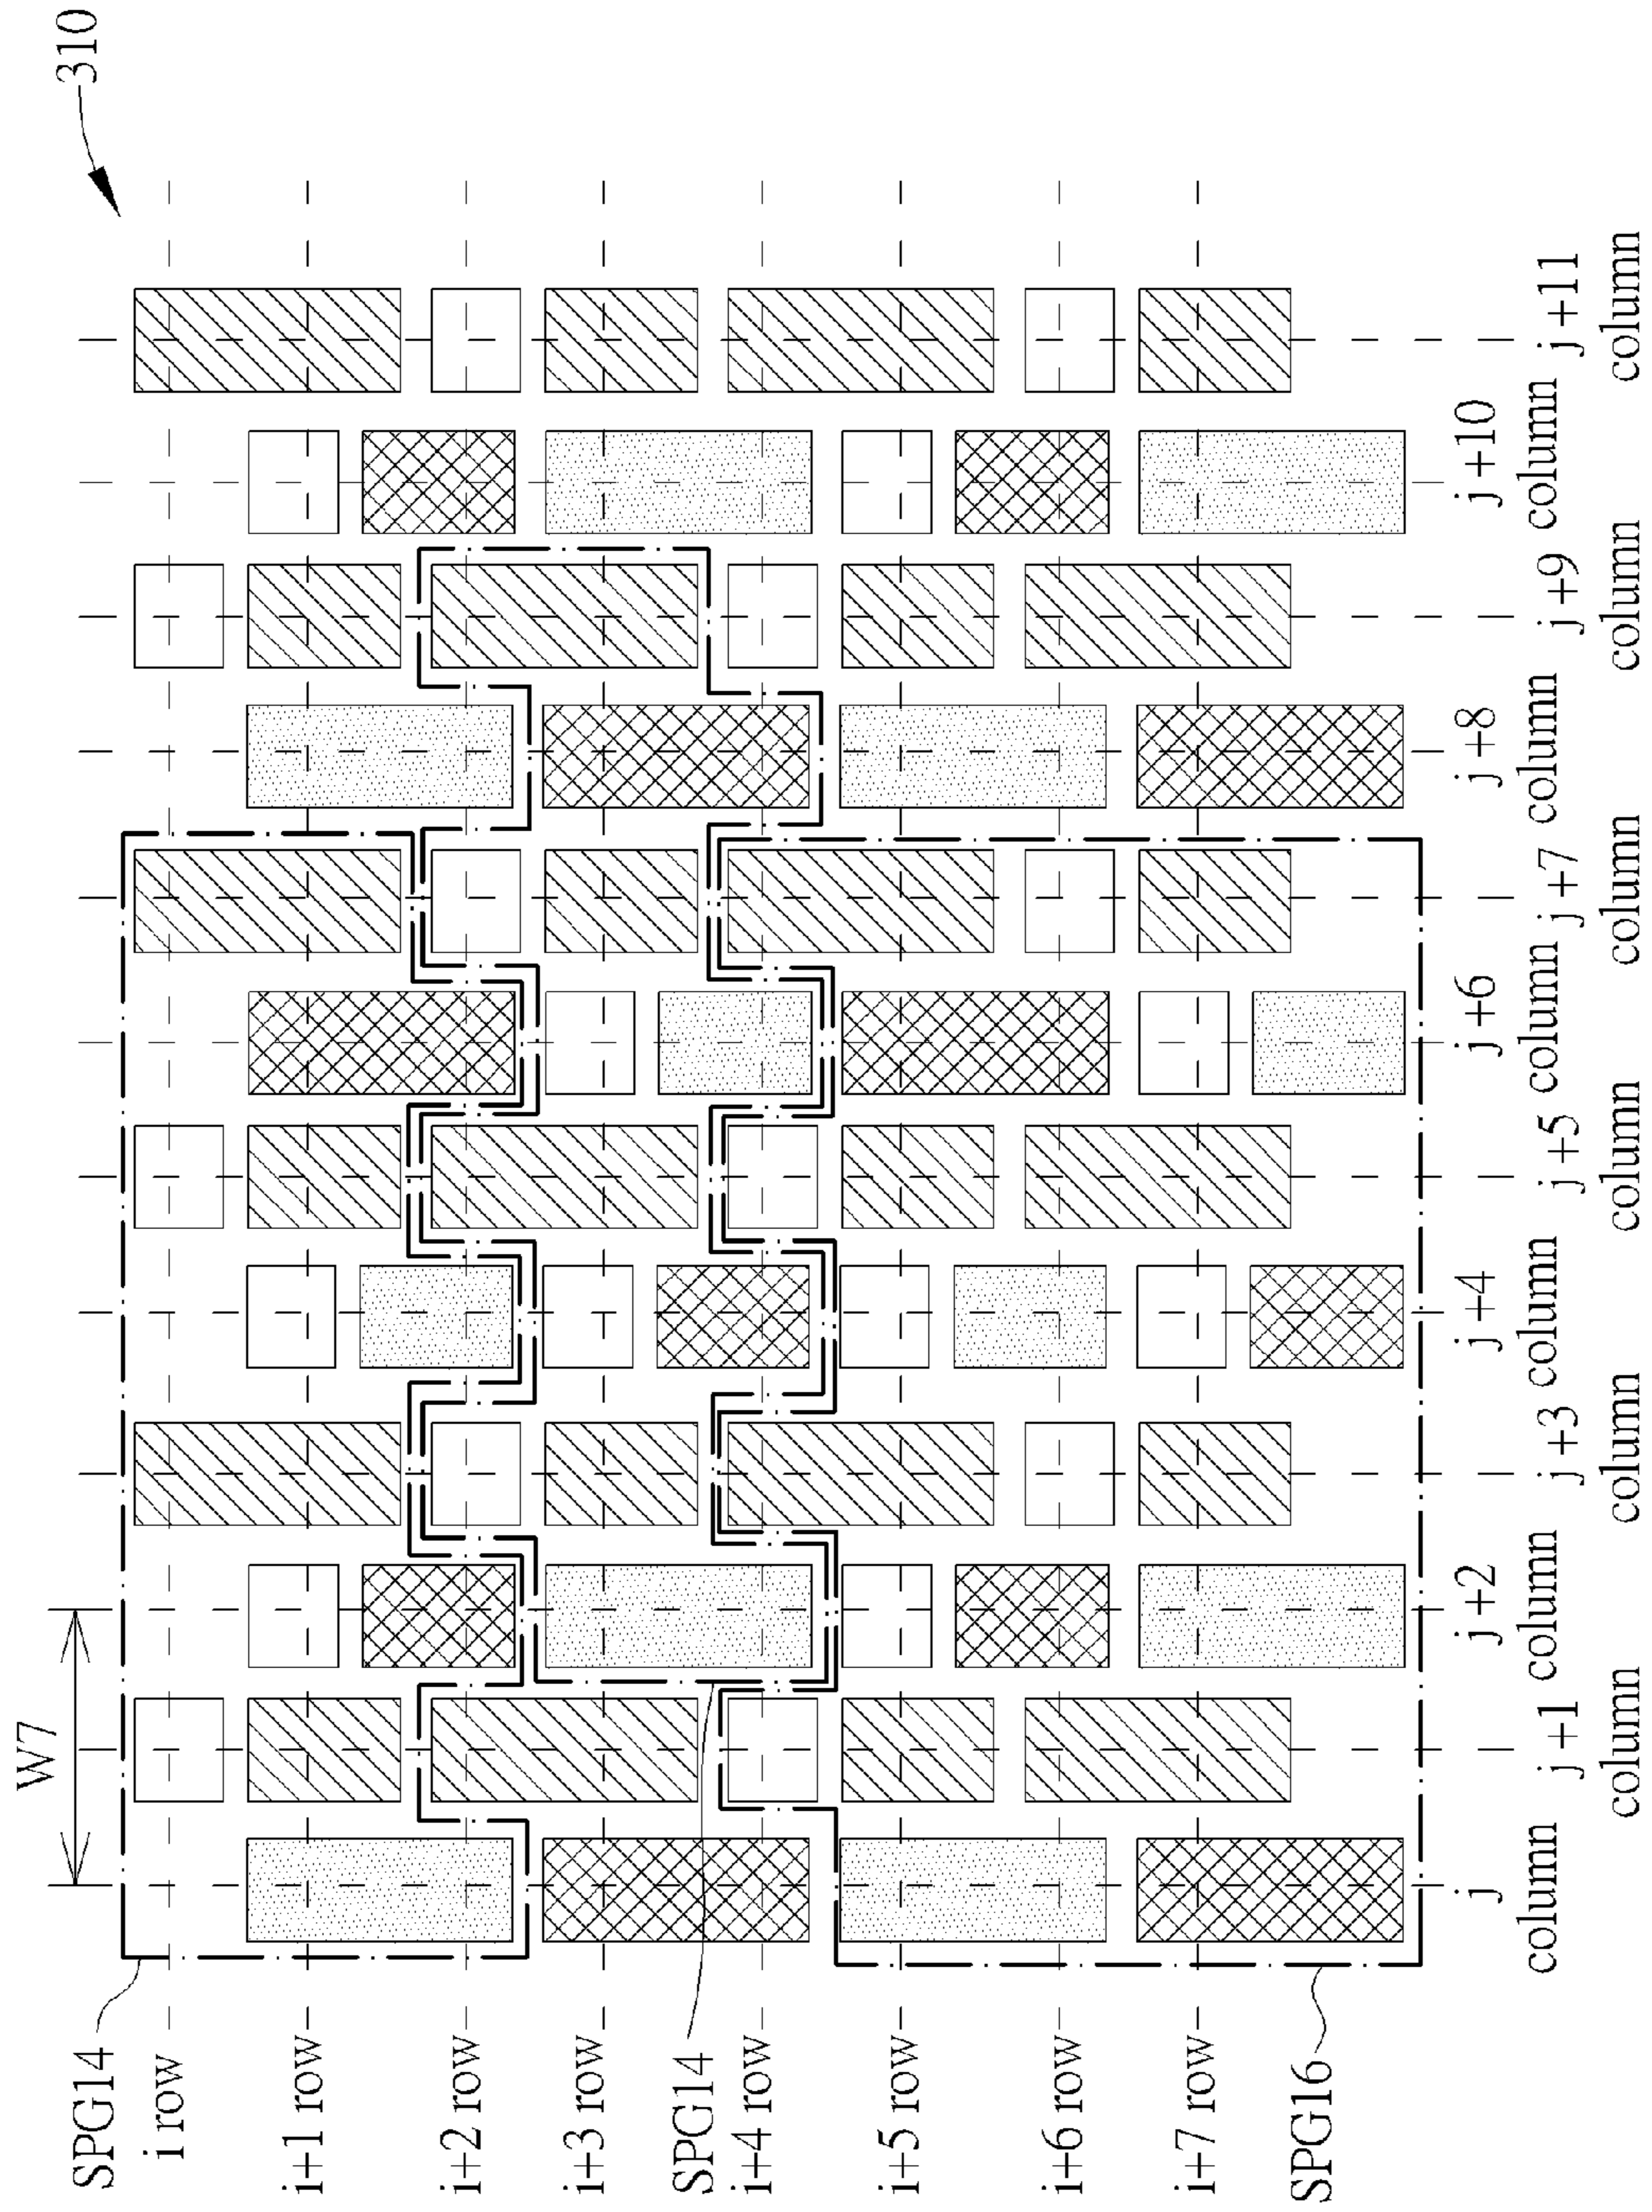 310
W7
SPG14
i row
i+1 row
i+2 row
i+3 row
SPG14
i+4 row
i+5 row
i+6 row
i+7 row
SPG16
j
column
j+1
column
j+2
column
j+3
column
j+4
column
j+5
column
j+6
column
j+7
column
j+8
column
j+9
column
j+10
column
j+11
column